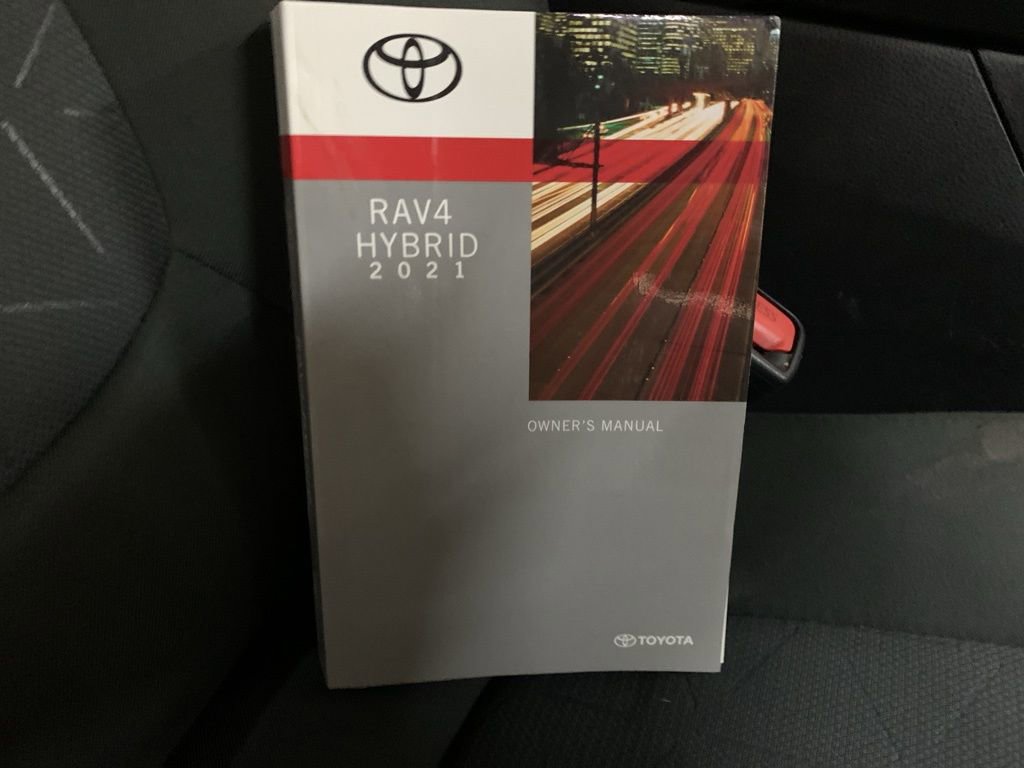 RAV4
HYBRID
2021
OWNER'S MANUAL
TOYOTA